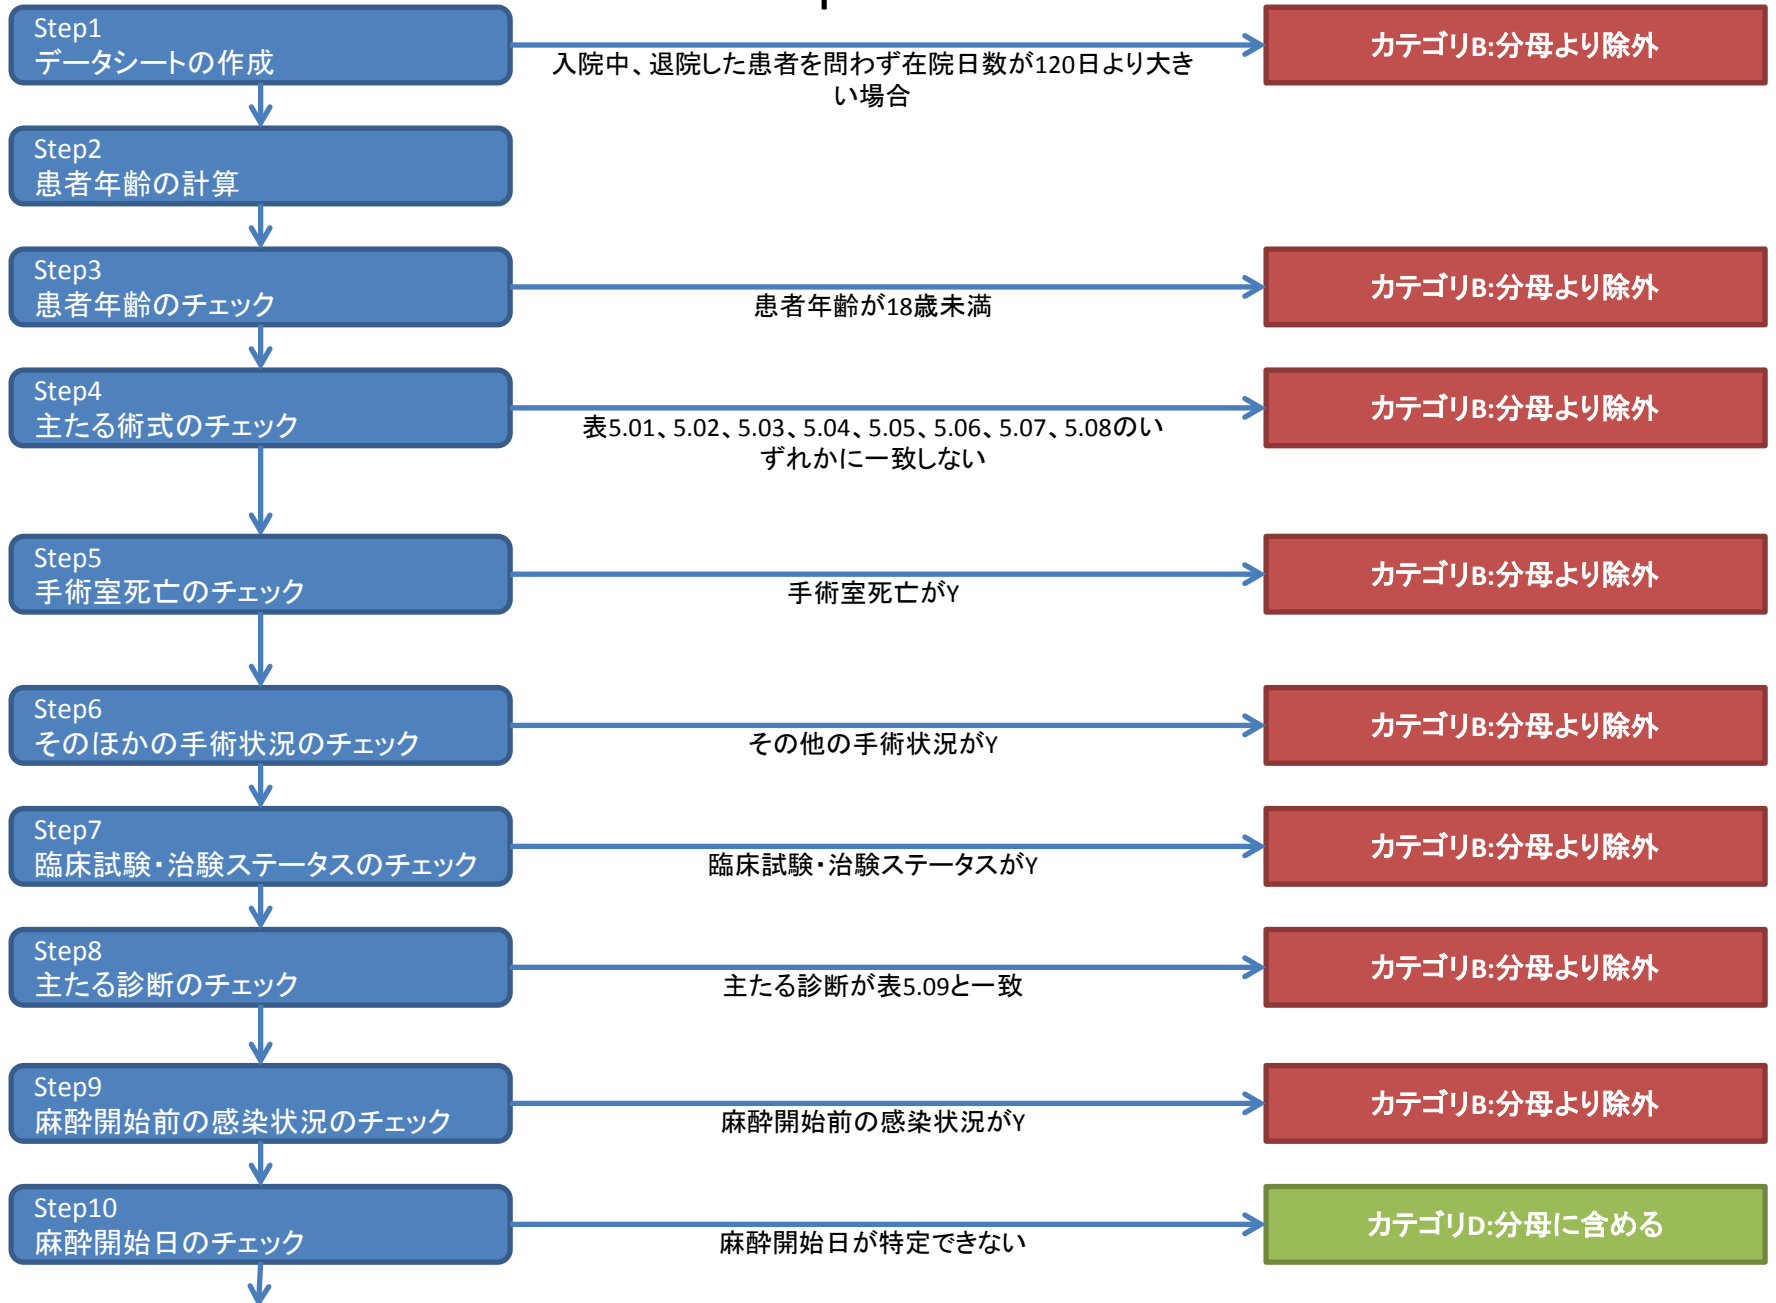 Step1
データシートの作成
入院中、退院した患者を問わず在院日数が120日より大き
い場合
カテゴリB:分母より除外
Step2
患者年齢の計算
Step3
患者年齢のチェック
患者年齢が18歳未満
カテゴリB:分母より除外
Step4
主たる術式のチェック
表5.01、5.02、5.03、5.04、5.05、5.06、5.07、5.08のい
ずれかに一致しない
カテゴリB:分母より除外
Step5
手術室死亡のチェック
手術室死亡がY
カテゴリB:分母より除外
Step6
そのほかの手術状況のチェック
その他の手術状況がY
カテゴリB:分母より除外
Step7
臨床試験・治験ステータスのチェック
臨床試験・治験ステータスがY
カテゴリB:分母より除外
Step8
主たる診断のチェック
主たる診断が表5.09と一致
カテゴリB:分母より除外
Step9
麻酔開始前の感染状況のチェック
麻酔開始前の感染状況がY
カテゴリB:分母より除外
Step10
麻酔開始日のチェック
麻酔開始日が特定できない
カテゴリD:分母に含める